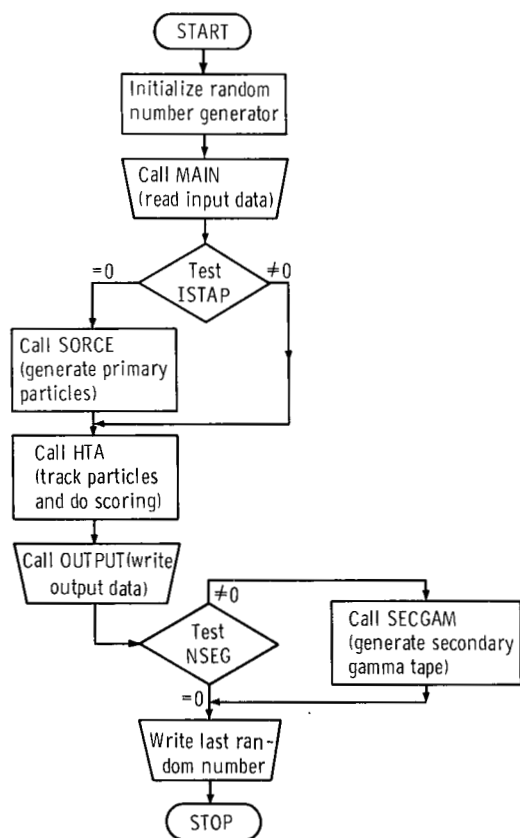 START
Initialize random
number generator
Call MAIN
(read input data)
=0
Test
ISTAP
≠0
Call SORCE
(generate primary
particles)
Call HTA
(track particles
and do scoring)
Call OUTPUT(write
output data)
≠0
Test
NSEG
=0
Call SECGAM
(generate secondary
gamma tape)
Write last ran-
dom number
STOP